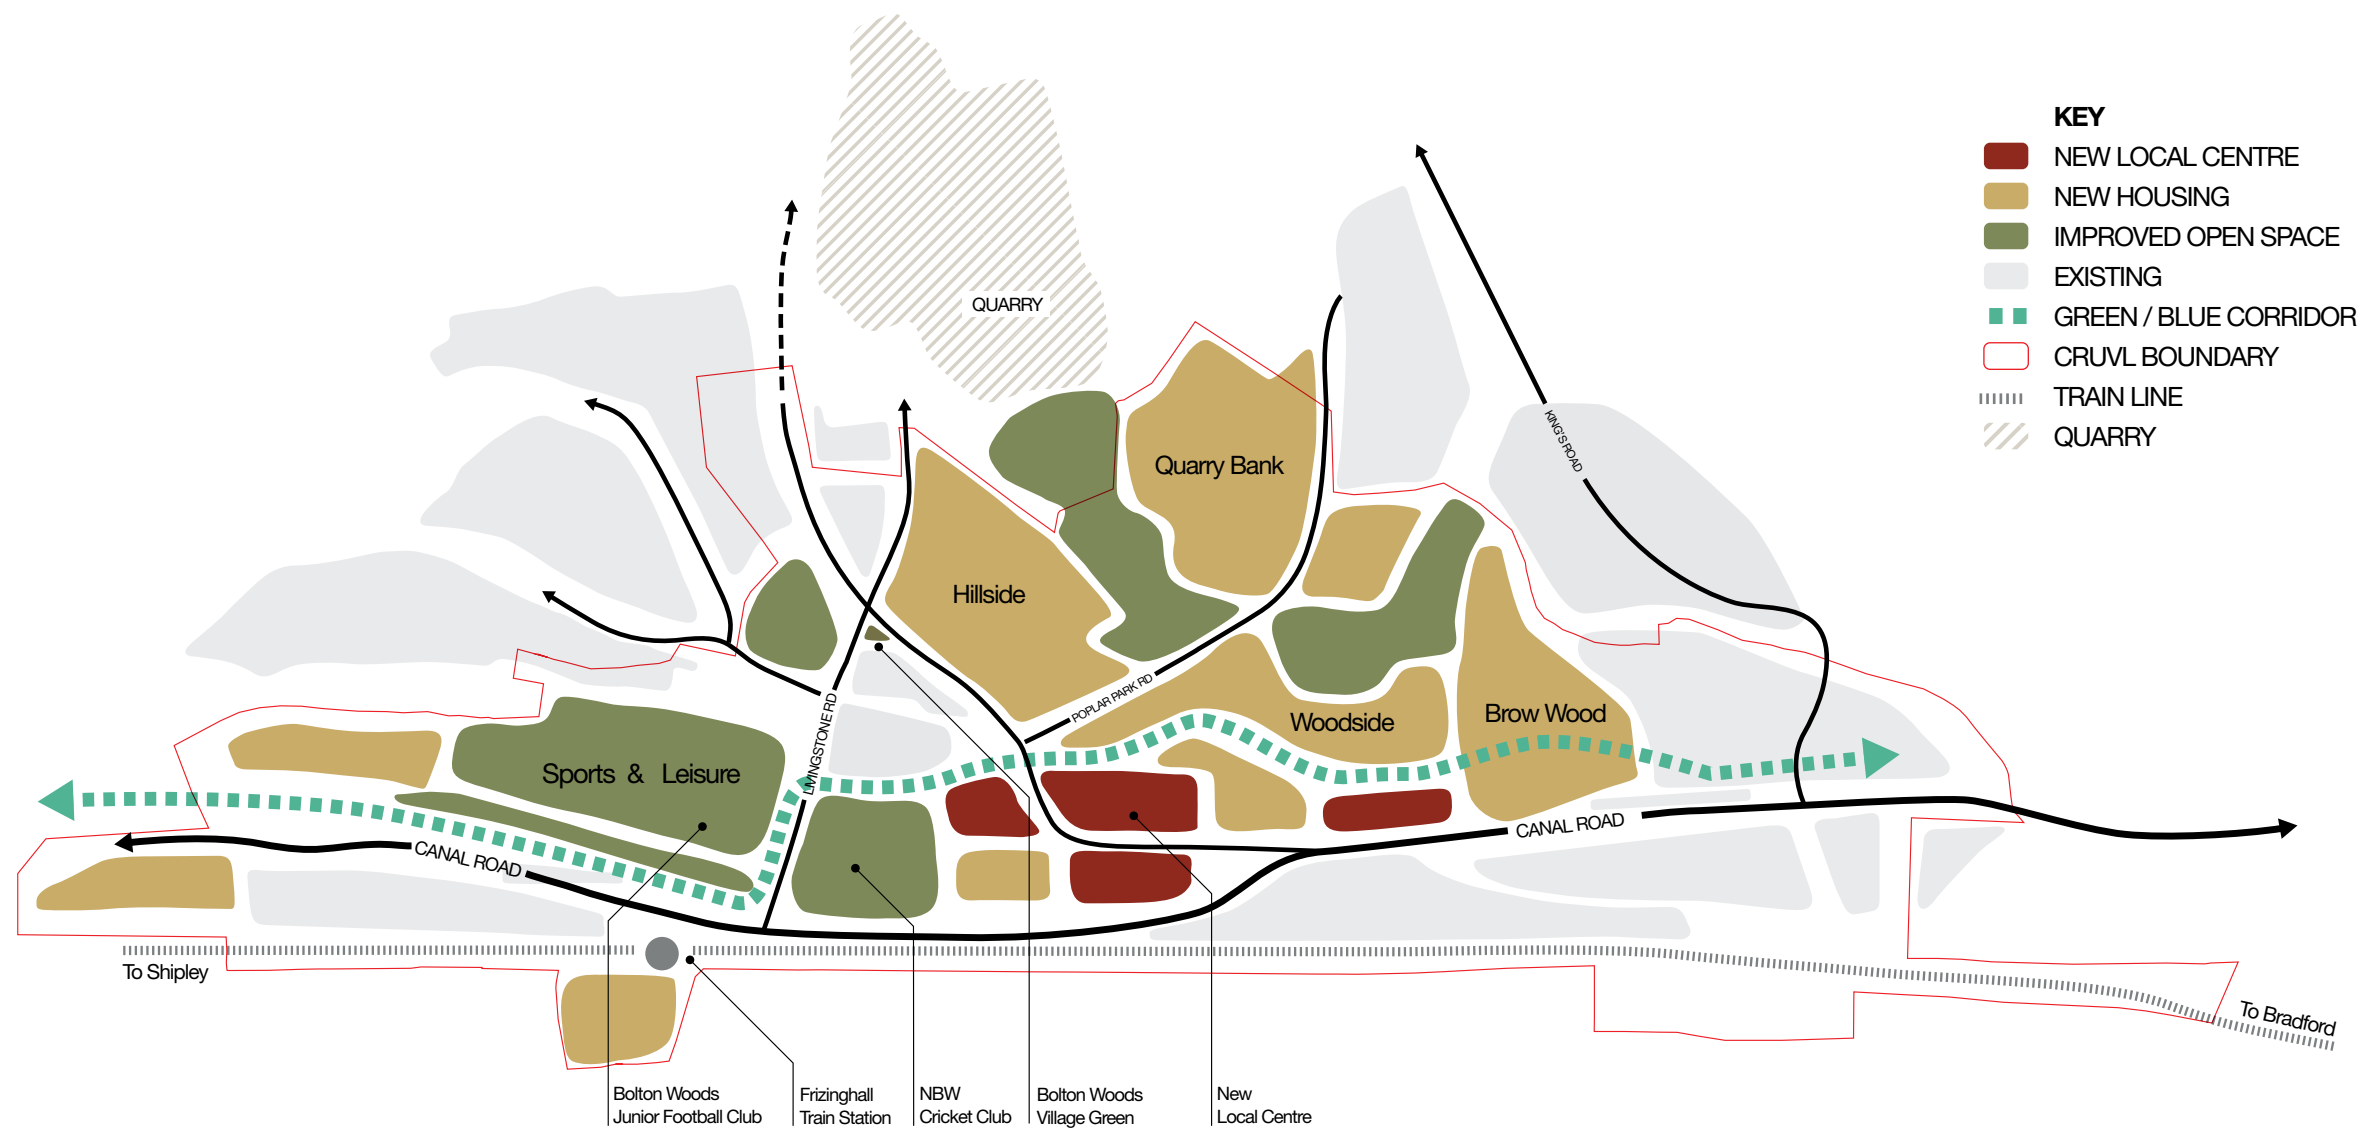 KEY
NEW LOCAL CENTRE
NEW HOUSING
IMPROVED OPEN SPACE
EXISTING
GREEN / BLUE CORRIDOR
CRUVL BOUNDARY
TRAIN LINE
QUARRY
QUARRY
KING'S ROAD
Quarry Bank
Hillside
POPLAR PARK RD
LIVINGSTONE RD
Woodside
Brow Wood
Sports & Leisure
CANAL ROAD
CANAL ROAD
To Shipley
To Bradford
Bolton Woods
Junior Football Club
Frizinghall
Train Station
NBW
Cricket Club
Bolton Woods
Village Green
New
Local Centre